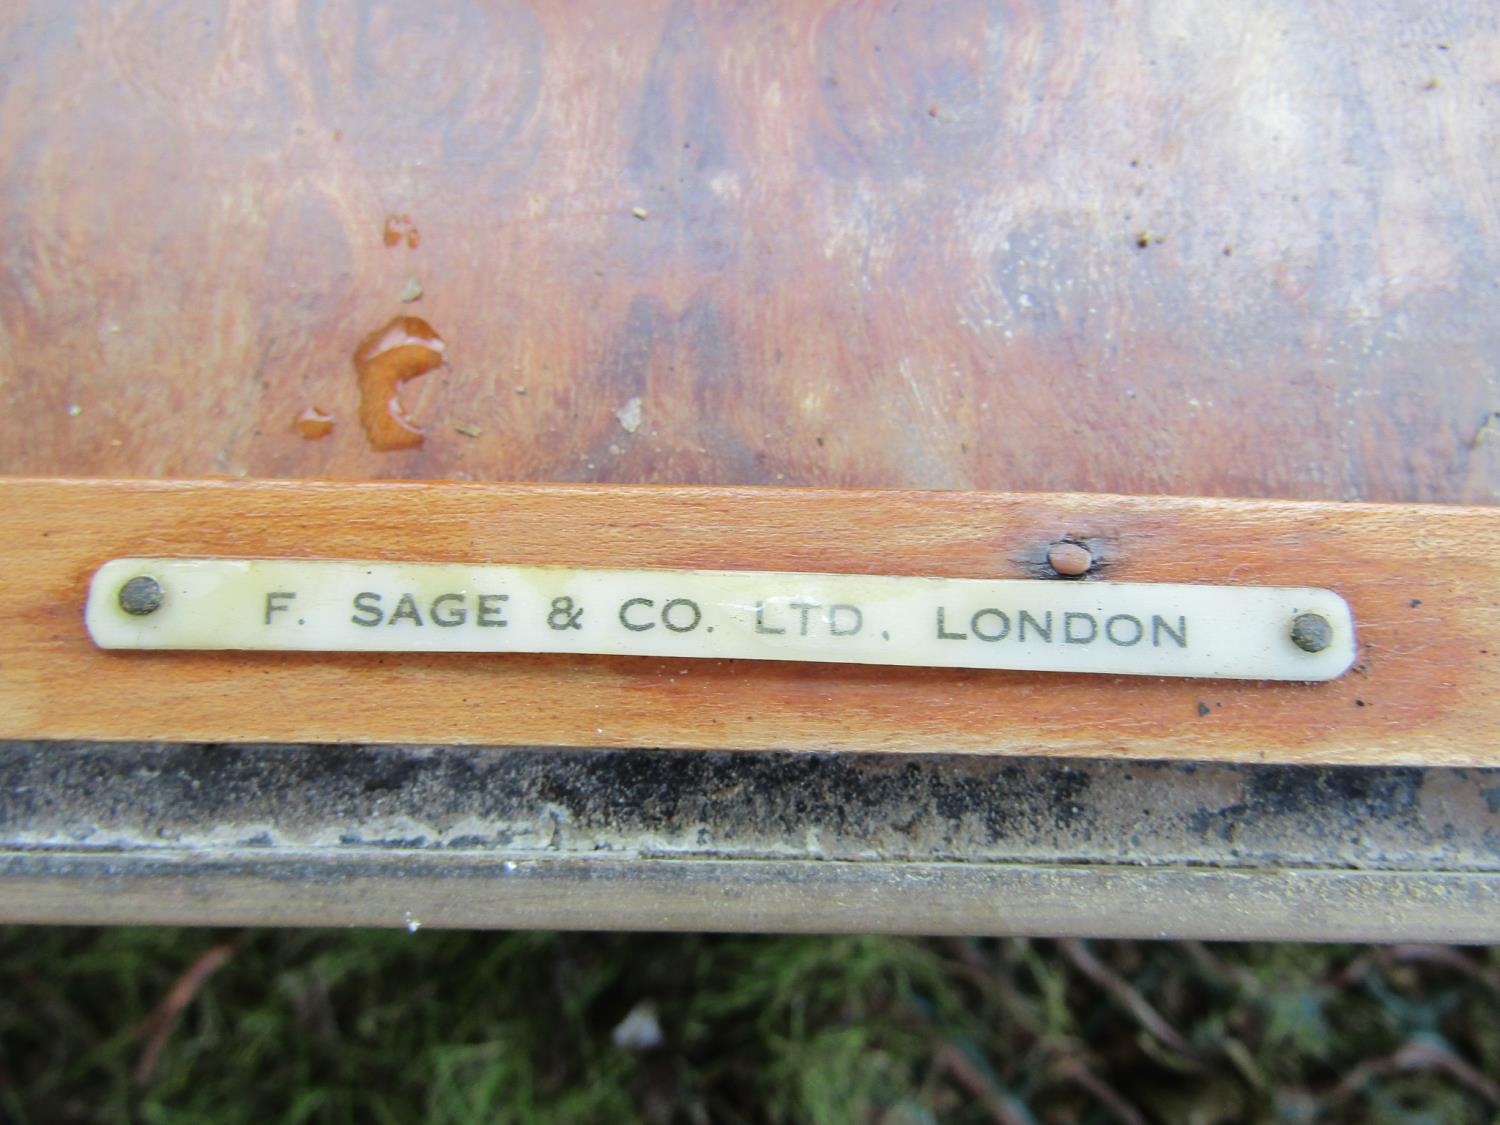 F. SAGE & CO. LTD., LONDON